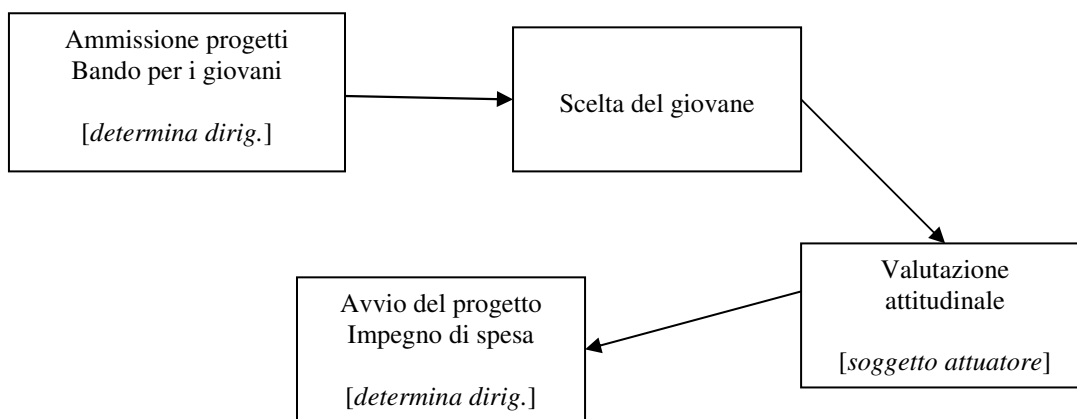 Ammissione progetti
Bando per i giovani
[determina dirig.]
Scelta del giovane
Valutazione
attitudinale
[soggetto attuatore]
Avvio del progetto
Impegno di spesa
[determina dirig.]